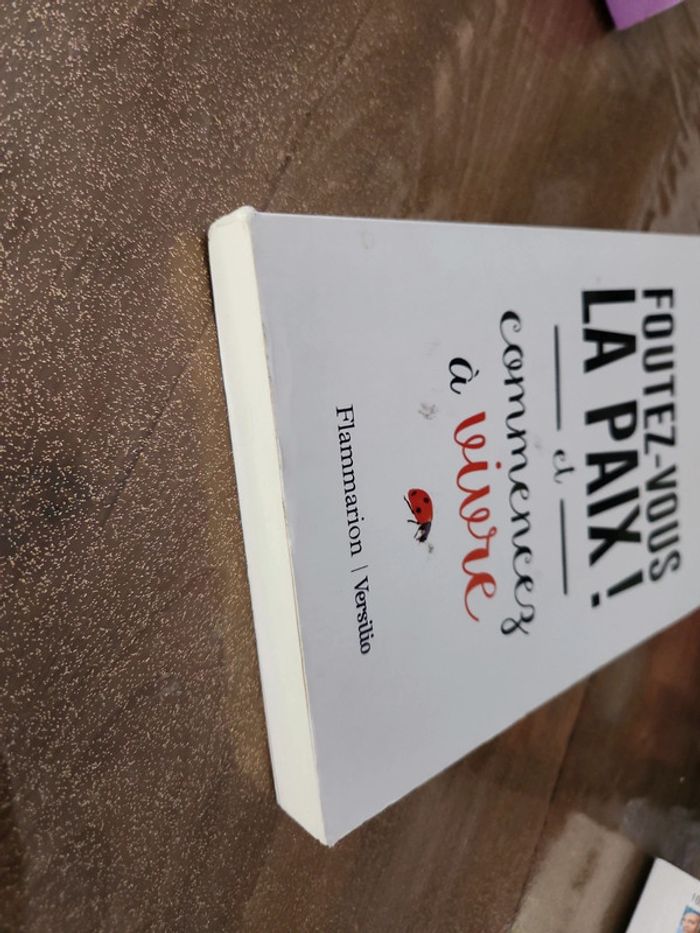 FOUTEZ-VOUS
LA PAIX !
et
commencez
à vivre
Flammarion | Versilio